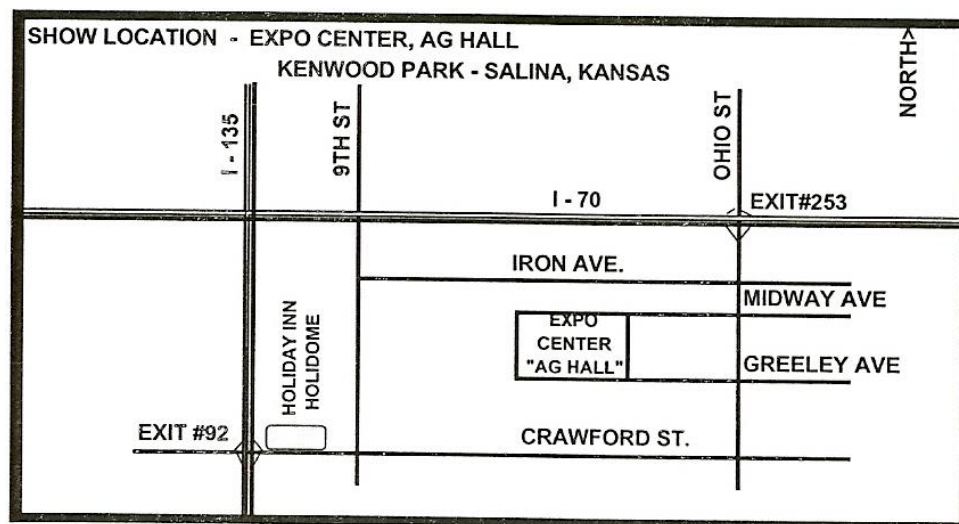 SHOW LOCATION - EXPO CENTER, AG HALL
KENWOOD PARK - SALINA, KANSAS
NORTH>
I - 135
9TH ST
OHIO ST
I - 70
EXIT#253
IRON AVE.
MIDWAY AVE
EXPO
CENTER
"AG HALL"
GREELEY AVE
HOLIDAY INN
HOLIDOME
EXIT #92
CRAWFORD ST.